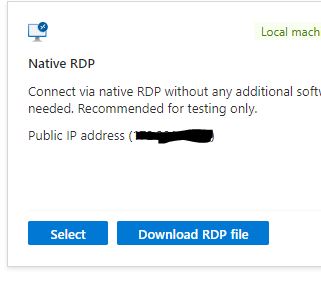 Local mach
Native RDP
Connect via native RDP without any additional softw
needed. Recommended for testing only.
Public IP address (
Select
Download RDP file